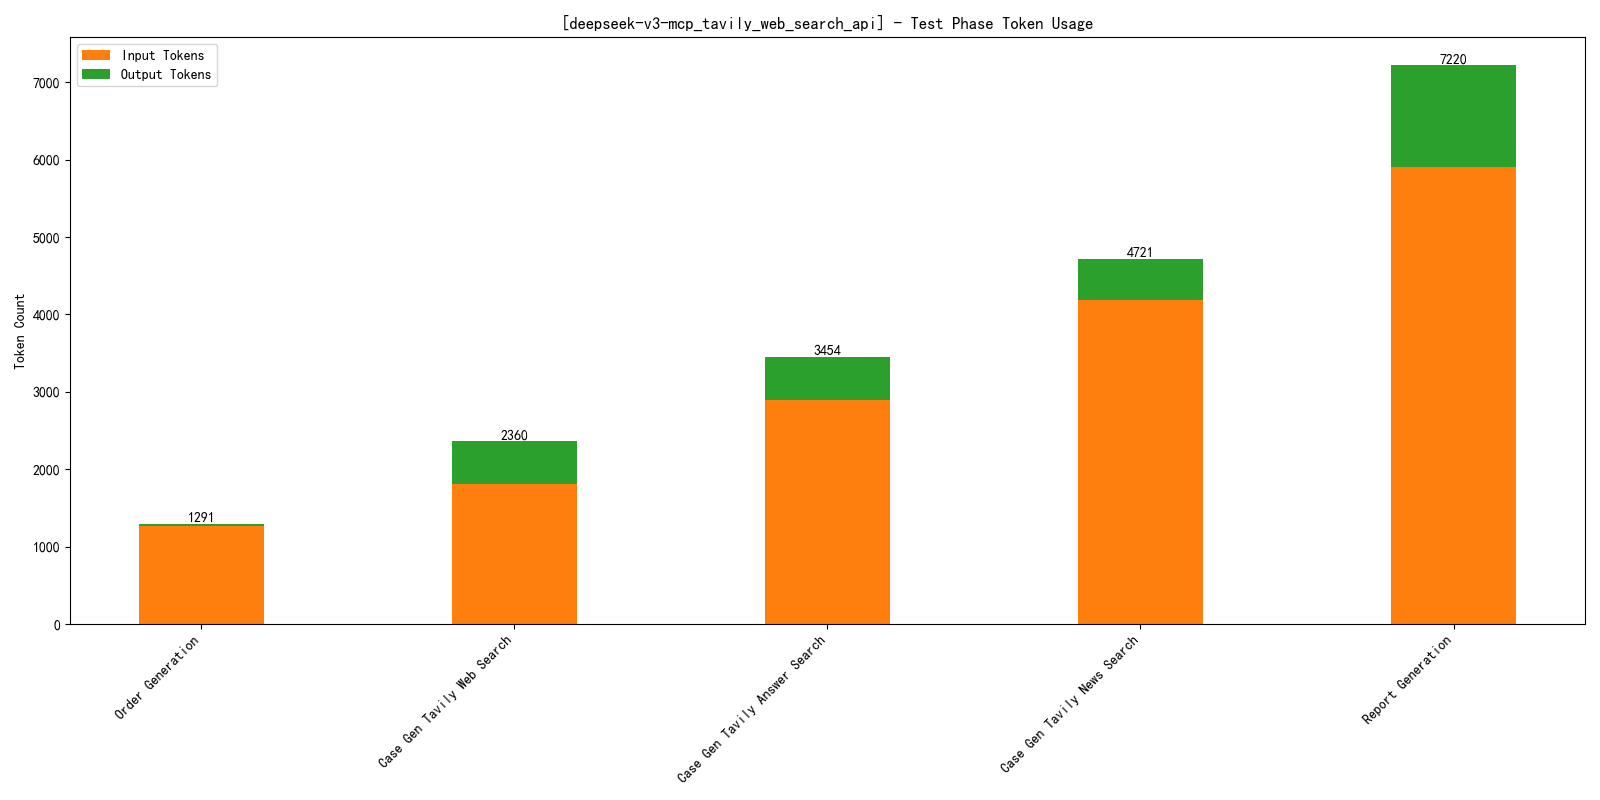 [deepseek-v3-mcp_tavily_web_search_api] - Test Phase Token Usage
Input Tokens
Output Tokens
Token Count
7000
6000
5000
4000
3000
2000
1000
0
1291
2360
3454
4721
7220
Order Generation
Case Gen Tavily Web Search
Case Gen Tavily Answer Search
Case Gen Tavily News Search
Report Generation